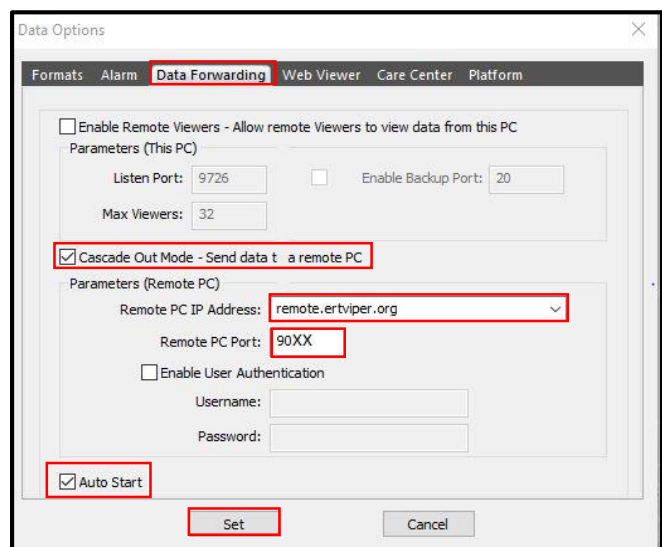 Data Options
Formats Alarm Data Forwarding Web Viewer Care Center Platform
Enable Remote Viewers - Allow remote Viewers to view data from this PC
Parameters (This PC)
Listen Port: 9726 Enable Backup Port: 20
Max Viewers: 32
Cascade Out Mode - Send data t a remote PC
Parameters (Remote PC)
Remote PC IP Address: remote.ertviper.org
Remote PC Port: 90XX
Enable User Authentication
Username:
Password:
Auto Start
Set Cancel